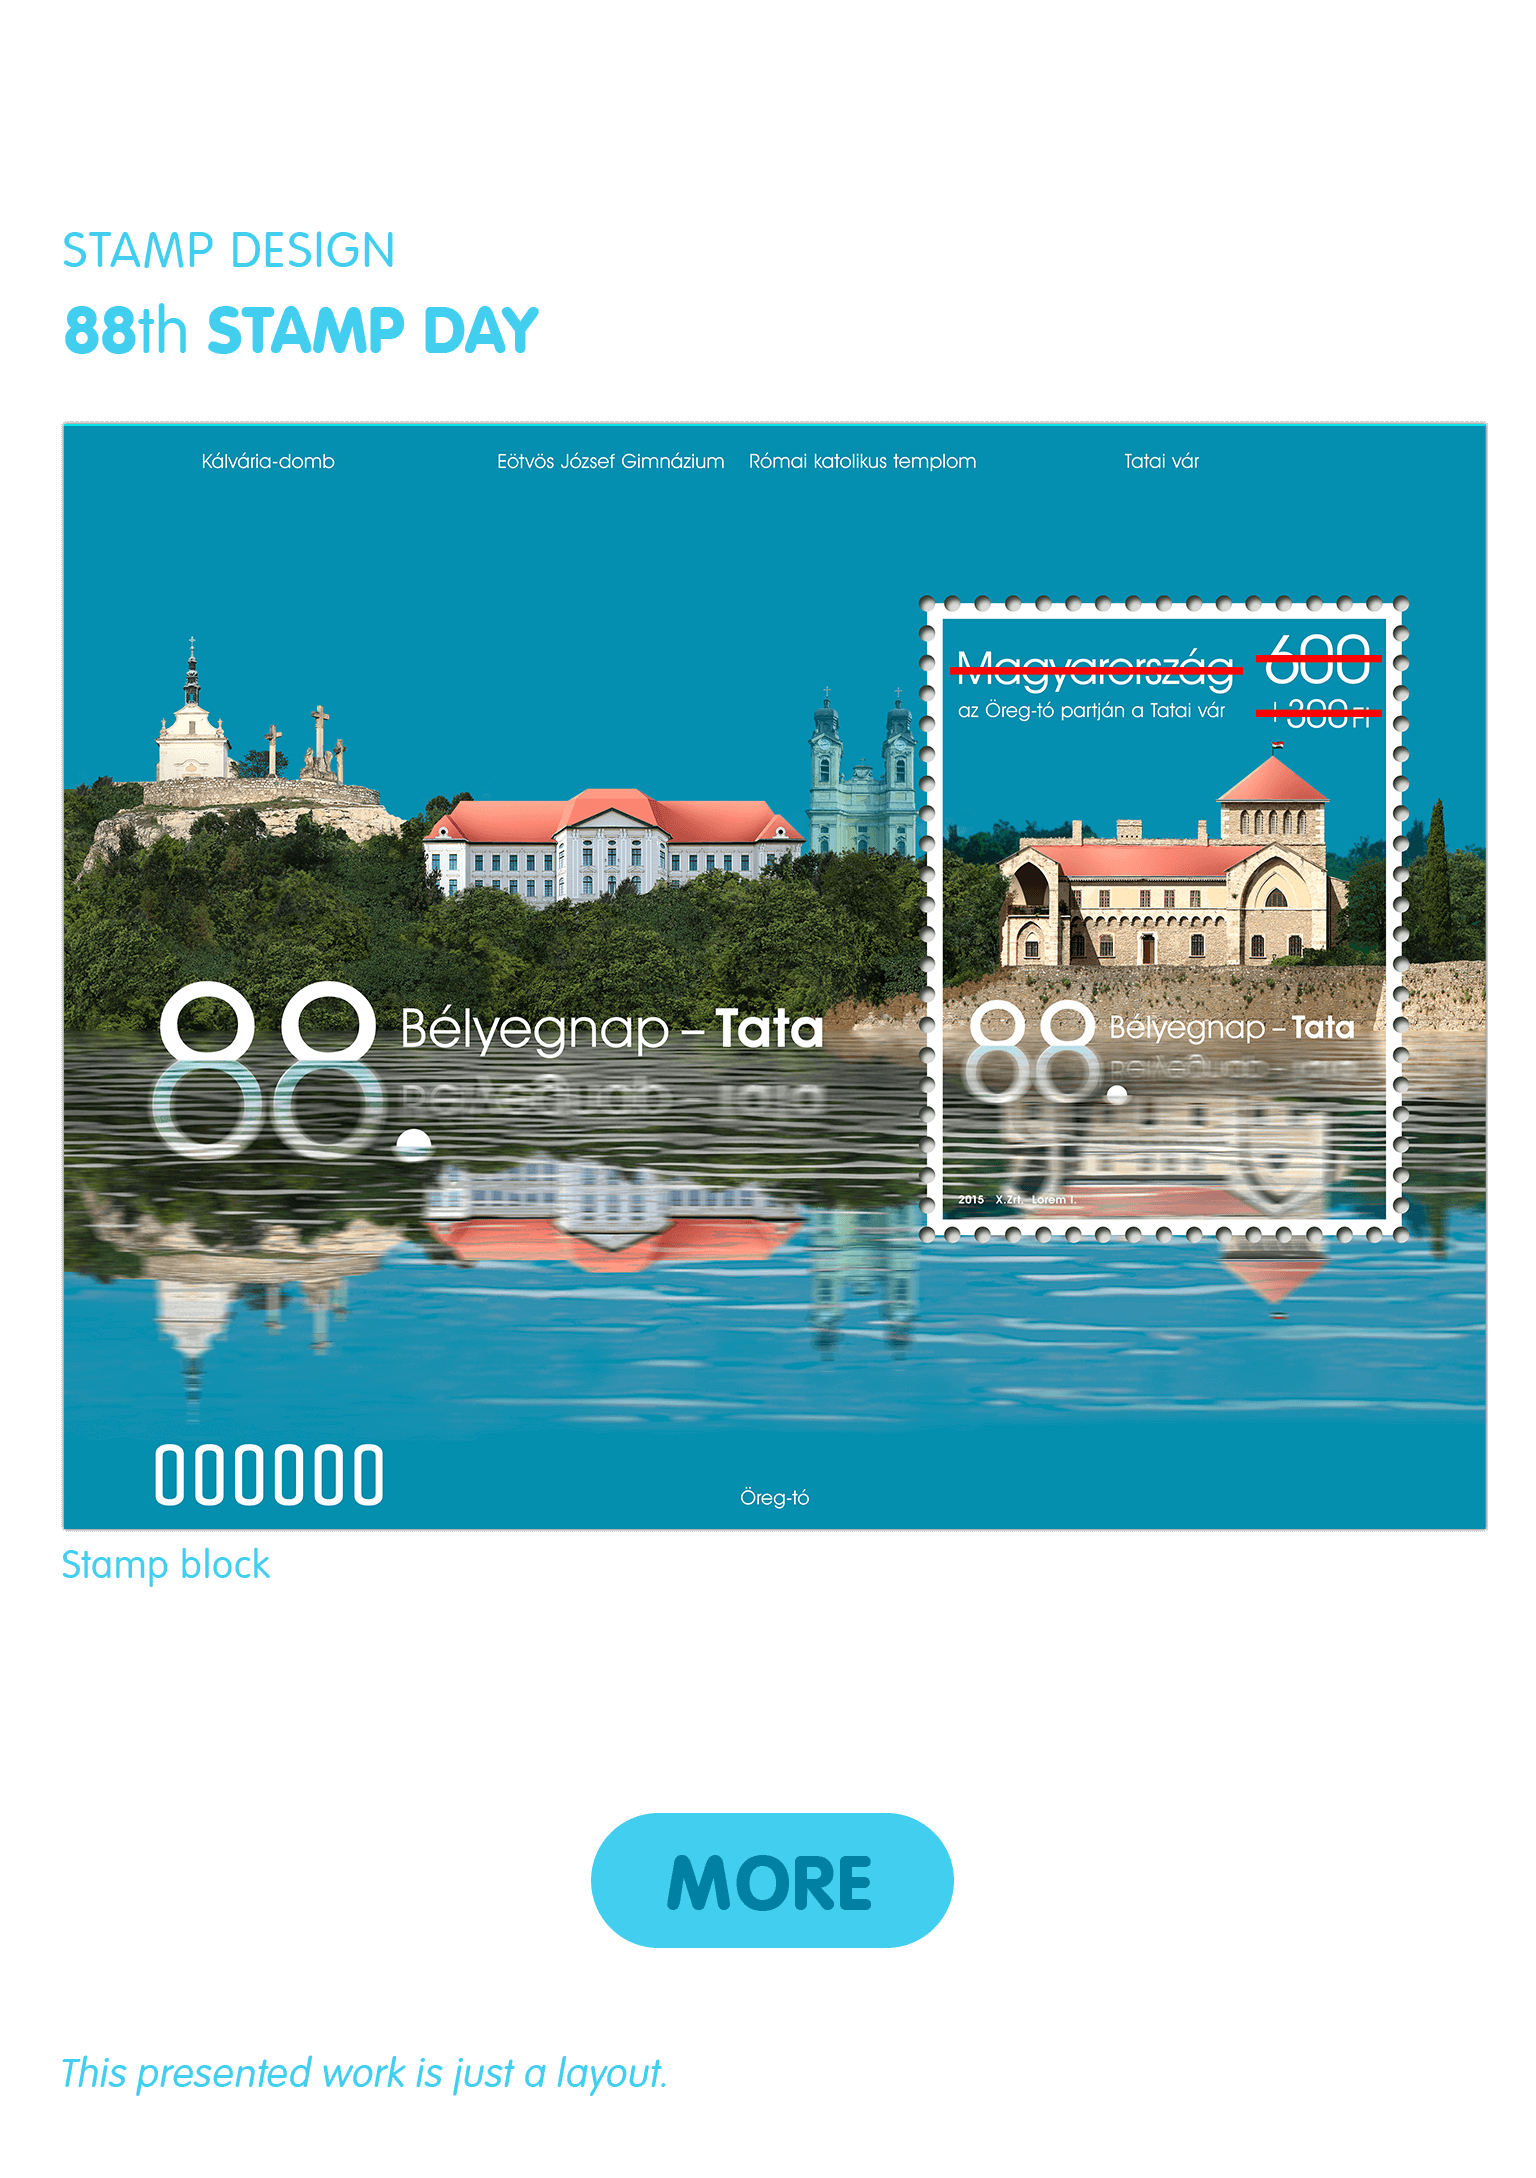 STAMP DESIGN
88th STAMP DAY
Kálvária-domb
Eötvös József Gimnázium
Római katolikus templom
Tatai vár
Magyarország
600
+300 Ft
az Öreg-tó partján a Tatai vár
88. Bélyegnap – Tata
88. Bélyegnap – Tata
2015 X.Zrt. Lorem I.
000000
Öreg-tó
Stamp block
MORE
This presented work is just a layout.